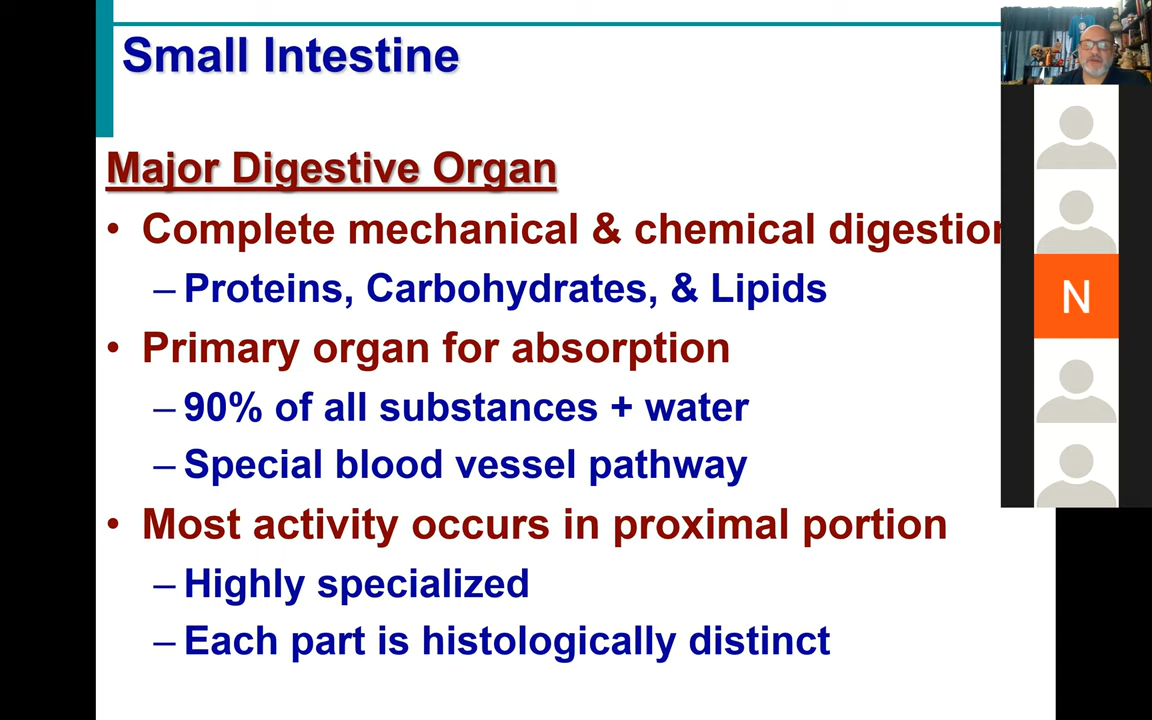 Small Intestine
Major Digestive Organ
• Complete mechanical & chemical digestion
– Proteins, Carbohydrates, & Lipids
• Primary organ for absorption
– 90% of all substances + water
– Special blood vessel pathway
• Most activity occurs in proximal portion
– Highly specialized
– Each part is histologically distinct
N